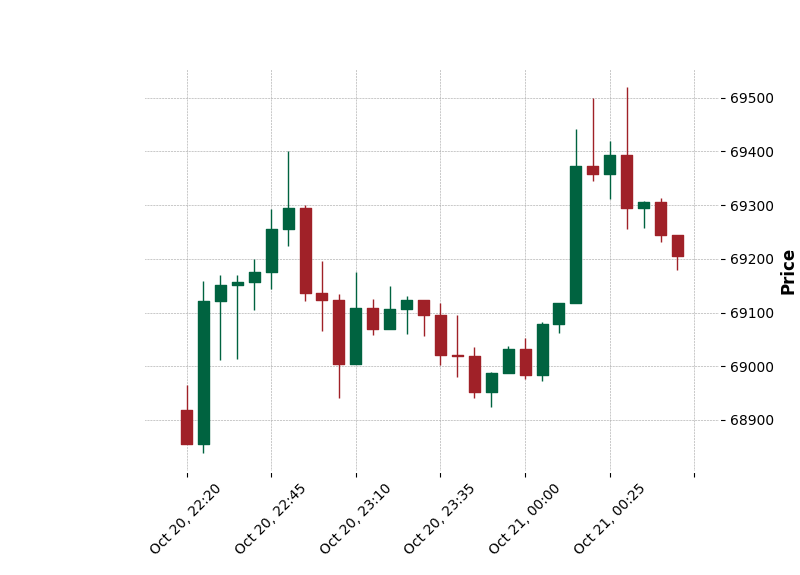 69500
69400
69300
69200
69100
69000
68900
Price
Oct 20, 22:20
Oct 20, 22:45
Oct 20, 23:10
Oct 20, 23:35
Oct 21, 00:00
Oct 21, 00:25